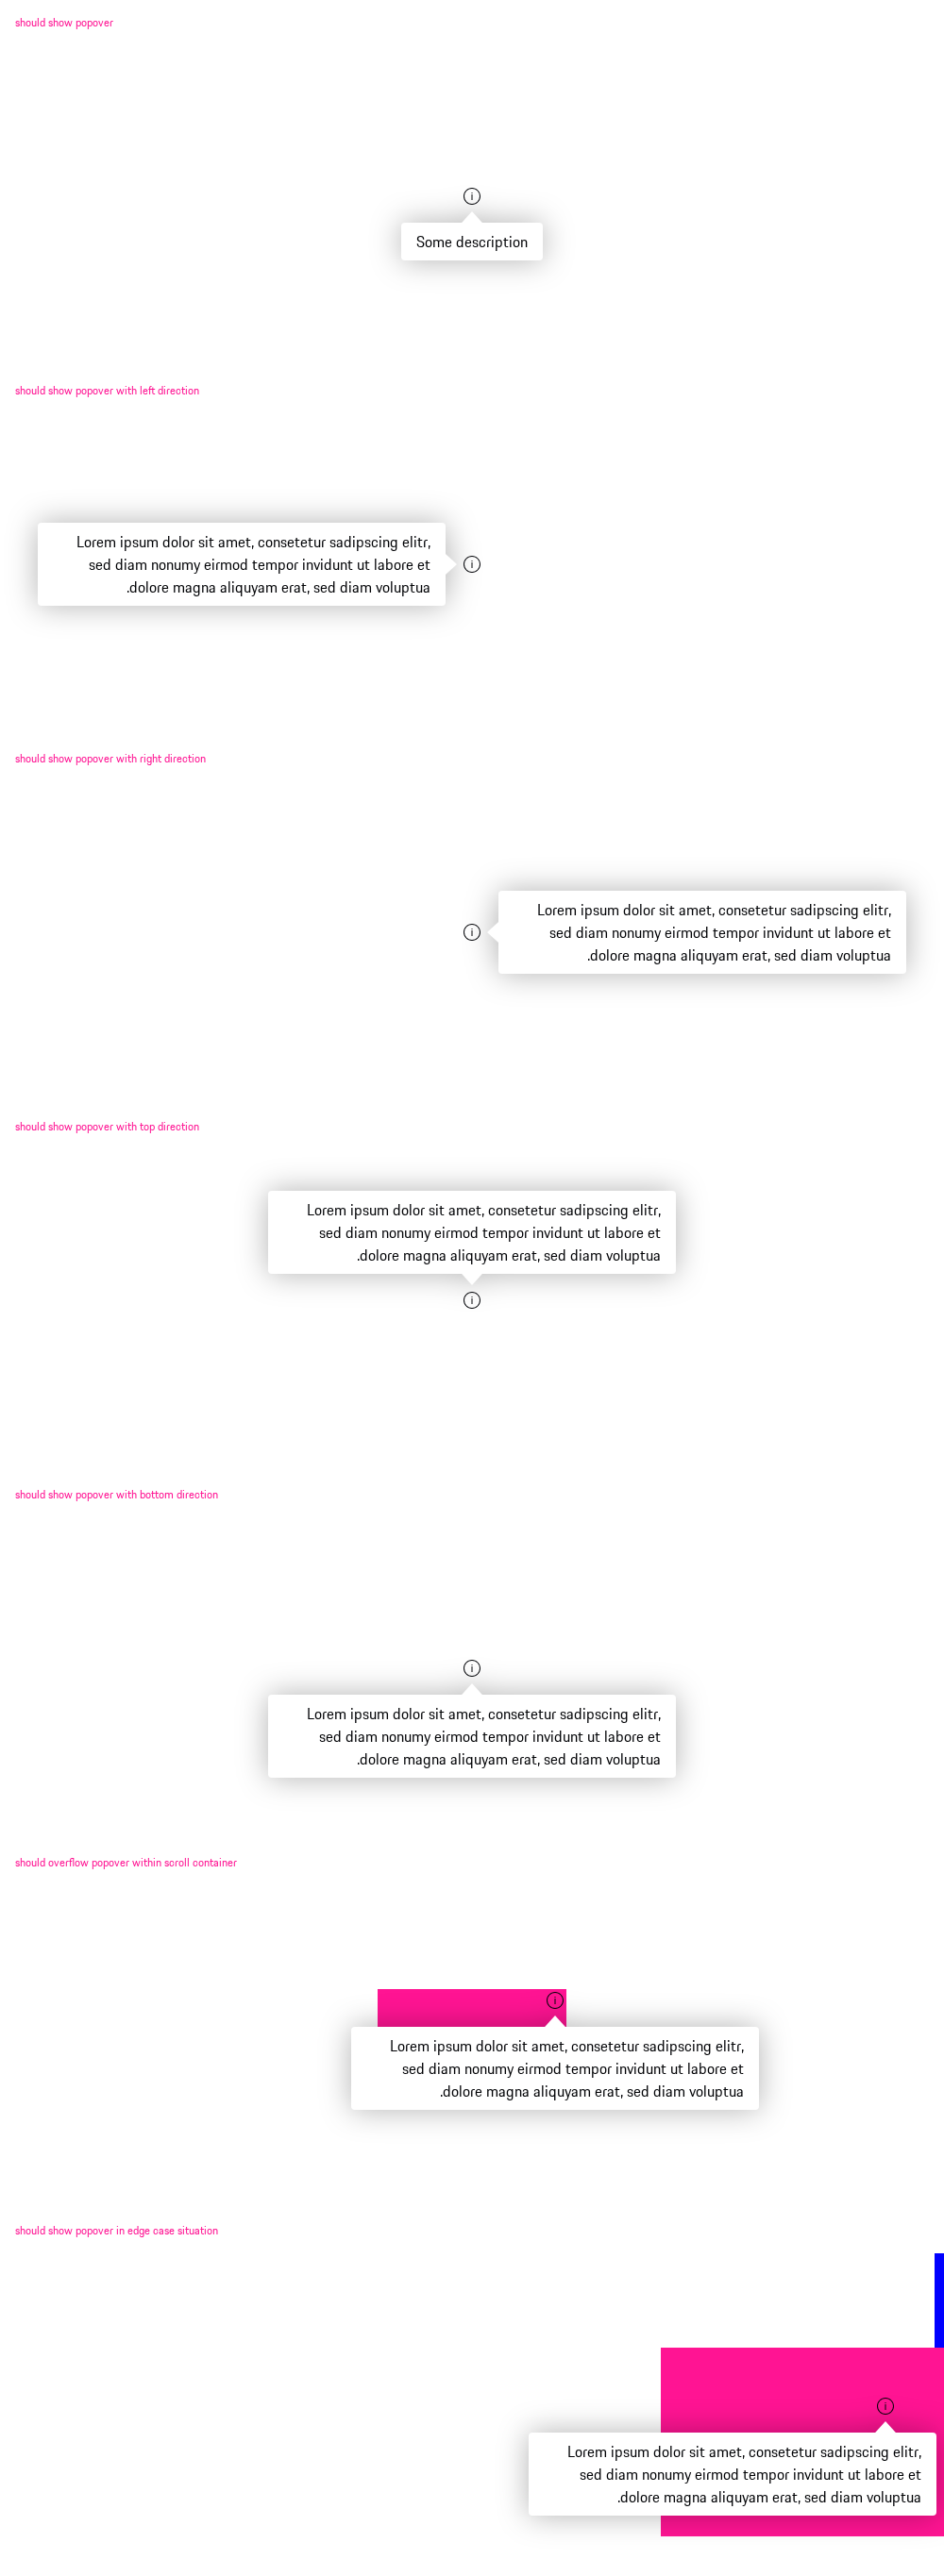 should show popover
Some description
should show popover with left direction
Lorem ipsum dolor sit amet, consetetur sadipscing elitr,
sed diam nonumy eirmod tempor invidunt ut labore et
.dolore magna aliquyam erat, sed diam voluptua
should show popover with right direction
Lorem ipsum dolor sit amet, consetetur sadipscing elitr,
sed diam nonumy eirmod tempor invidunt ut labore et
.dolore magna aliquyam erat, sed diam voluptua
should show popover with top direction
Lorem ipsum dolor sit amet, consetetur sadipscing elitr,
sed diam nonumy eirmod tempor invidunt ut labore et
.dolore magna aliquyam erat, sed diam voluptua
should show popover with bottom direction
Lorem ipsum dolor sit amet, consetetur sadipscing elitr,
sed diam nonumy eirmod tempor invidunt ut labore et
.dolore magna aliquyam erat, sed diam voluptua
should overflow popover within scroll container
Lorem ipsum dolor sit amet, consetetur sadipscing elitr,
sed diam nonumy eirmod tempor invidunt ut labore et
.dolore magna aliquyam erat, sed diam voluptua
should show popover in edge case situation
Lorem ipsum dolor sit amet, consetetur sadipscing elitr,
sed diam nonumy eirmod tempor invidunt ut labore et
.dolore magna aliquyam erat, sed diam voluptua